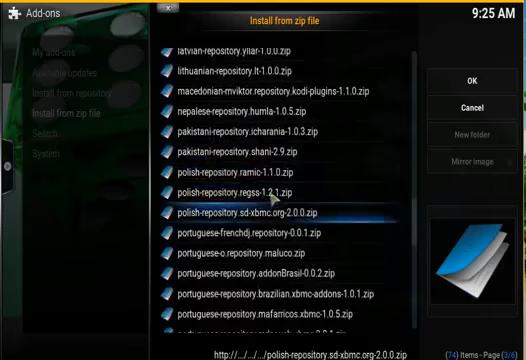 Add-ons
Install from zip file
9:25 AM
My add-ons
Available updates
Install from repository
Install from zip file
Search
System
latvian-repository.yllar-1.0.0.zip
lithuanian-repository.lt-1.0.0.zip
macedonian-mviktor.repository.kodi-plugins-1.1.0.zip
nepalese-repository.humla-1.0.5.zip
pakistani-repository.icharania-1.0.3.zip
pakistani-repository.shani-2.9.zip
polish-repository.ramic-1.1.0.zip
polish-repository.regss-1.2.1.zip
polish-repository.sd-xbmc.org-2.0.0.zip
portuguese-frenchdj.repository-0.0.1.zip
portuguese-o.repository.maluco.zip
portuguese-repository.addonBrasil-0.0.2.zip
portuguese-repository.brazilian.xbmc-addons-1.0.1.zip
portuguese-repository.mafarricos.xbmc-1.0.5.zip
OK
Cancel
New folder
Mirror image
http://.../.../.../polish-repository.sd-xbmc.org-2.0.0.zip
(74) Items - Page (3/6)